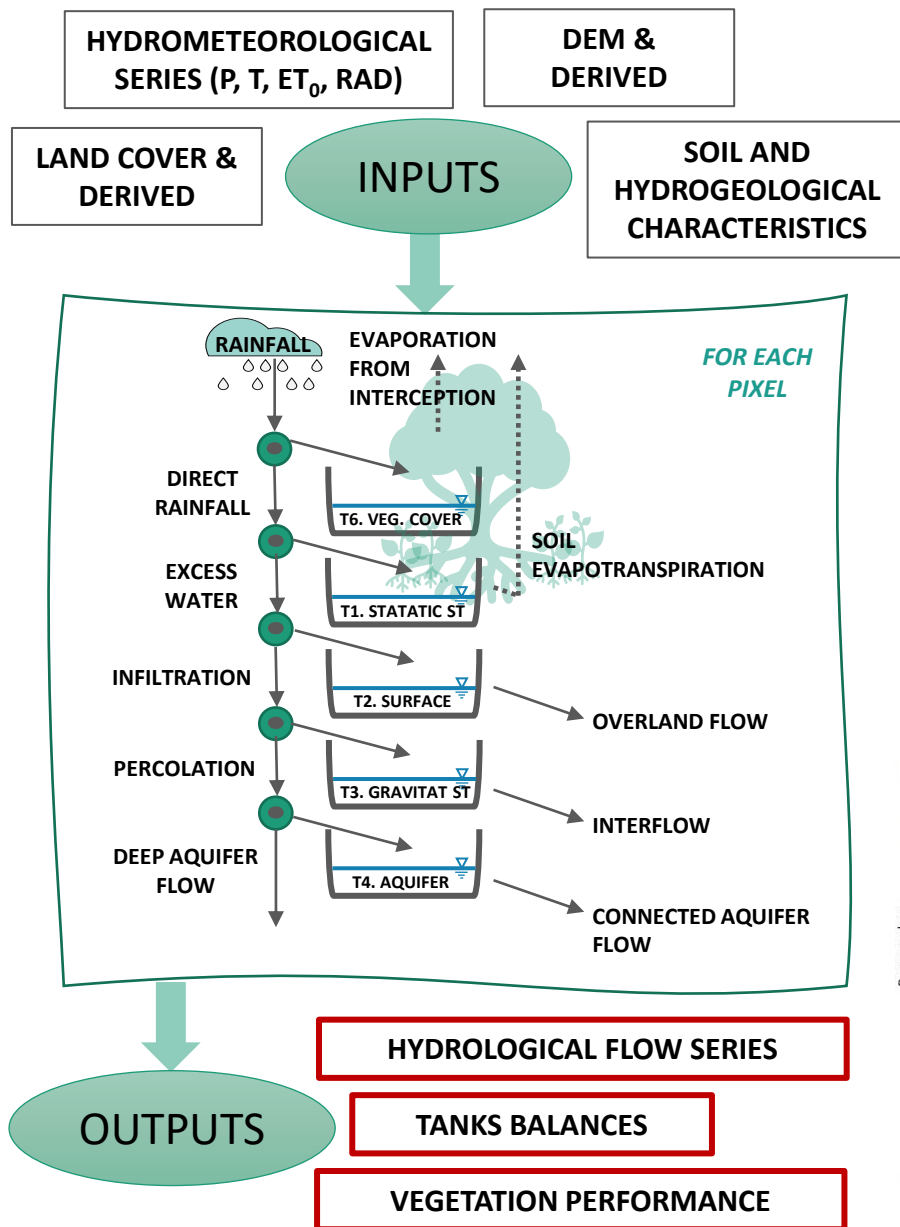 HYDROMETEOROLOGICAL
SERIES (P, T, ET₀, RAD)
DEM &
DERIVED
LAND COVER &
DERIVED
INPUTS
SOIL AND
HYDROGEOLOGICAL
CHARACTERISTICS
RAINFALL
EVAPORATION
FROM
INTERCEPTION
FOR EACH
PIXEL
DIRECT
RAINFALL
T6. VEG. COVER
SOIL
EVAPOTRANSPIRATION
EXCESS
WATER
T1. STATATIC ST
INFILTRATION
T2. SURFACE
OVERLAND FLOW
PERCOLATION
T3. GRAVITAT ST
INTERFLOW
DEEP AQUIFER
FLOW
T4. AQUIFER
CONNECTED AQUIFER
FLOW
HYDROLOGICAL FLOW SERIES
OUTPUTS
TANKS BALANCES
VEGETATION PERFORMANCE